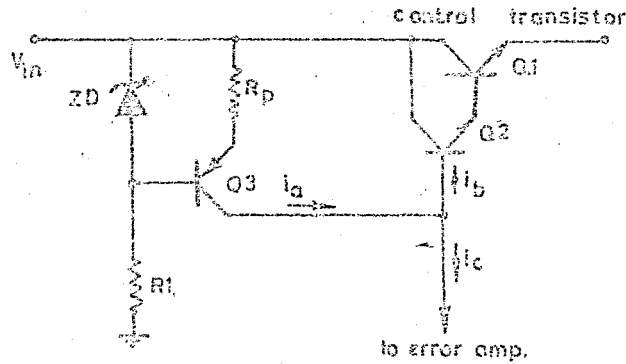 control transistor
Vin
ZD
Rp
Q1
Q2
Q3
ia
ib
R1
ic
to error amp.